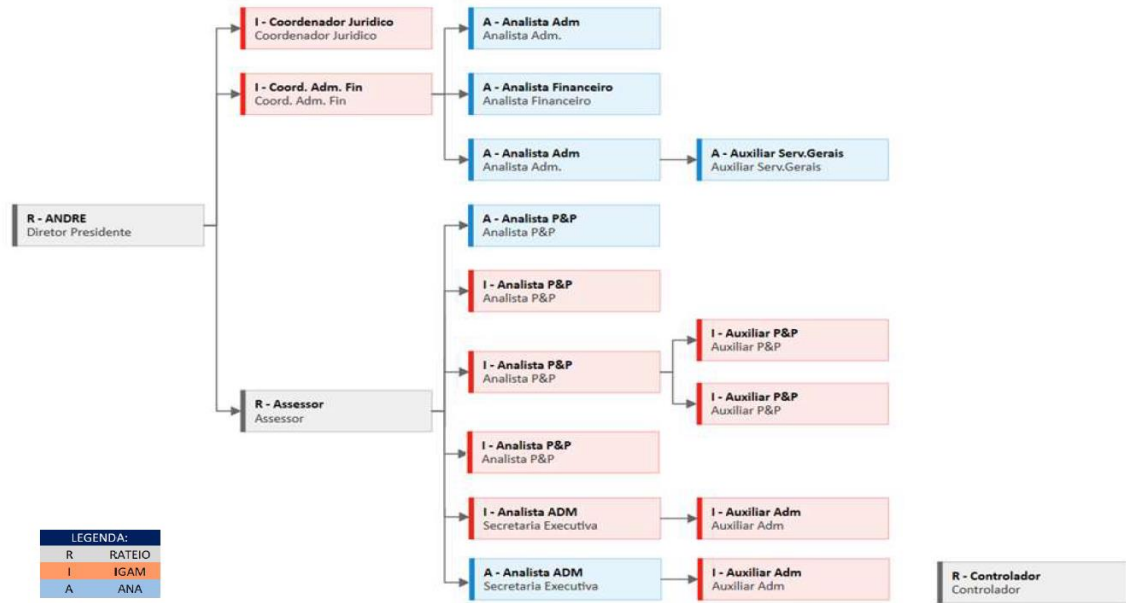 I - Coordenador Juridico
Coordenador Juridico
A - Analista Adm
Analista Adm.
I - Coord. Adm. Fin
Coord. Adm. Fin
A - Analista Financeiro
Analista Financeiro
A - Analista Adm
Analista Adm.
A - Auxiliar Serv.Gerais
Auxiliar Serv.Gerais
R - ANDRE
Diretor Presidente
A - Analista P&P
Analista P&P
I - Analista P&P
Analista P&P
I - Auxiliar P&P
Auxiliar P&P
I - Analista P&P
Analista P&P
I - Auxiliar P&P
Auxiliar P&P
R - Assessor
Assessor
I - Analista P&P
Analista P&P
I - Analista ADM
Secretaria Executiva
I - Auxiliar Adm
Auxiliar Adm
A - Analista ADM
Secretaria Executiva
I - Auxiliar Adm
Auxiliar Adm
R - Controlador
Controlador
LEGENDA:
R RATEIO
I IGAM
A ANA